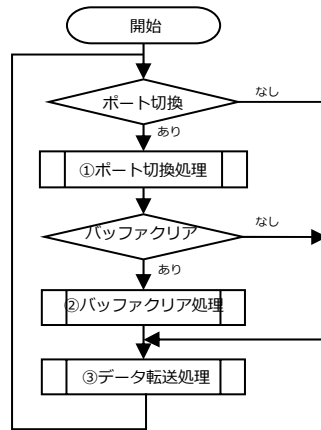 開始
ポート切換
なし
あり
①ポート切換処理
バッファクリア
なし
あり
②バッファクリア処理
③データ転送処理